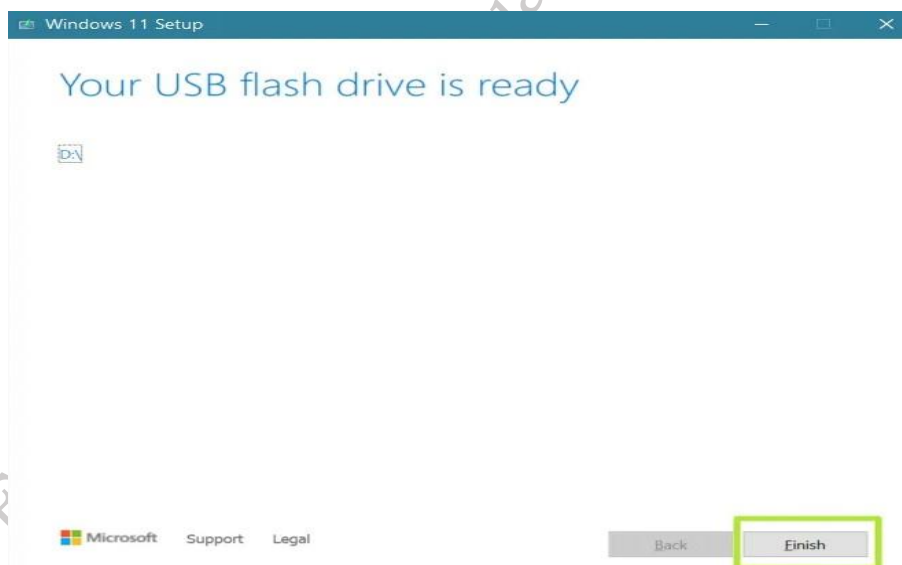 Windows 11 Setup
Your USB flash drive is ready
D:\
Microsoft Support Legal
Back Finish